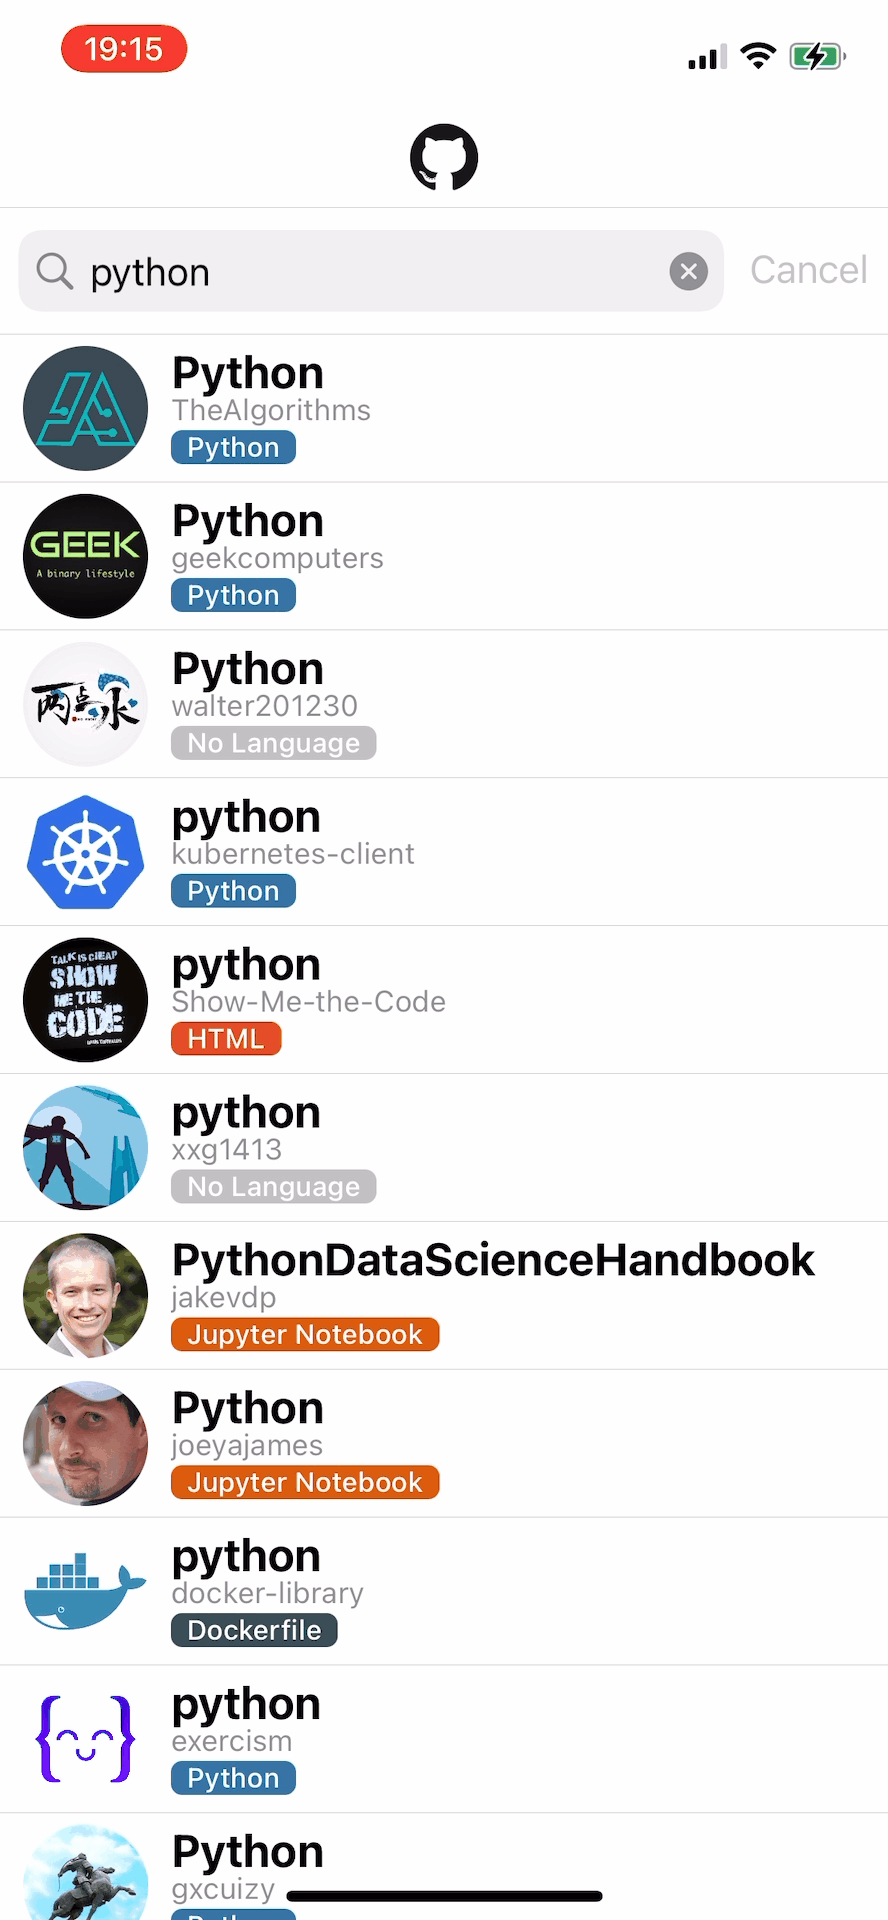 19:15
python
Cancel
Python
TheAlgorithms
Python
GEEK
A binary lifestyle
Python
geekcomputers
Python
两点水
Python
walter201230
No Language
python
kubernetes-client
Python
TALK IS CHEAP
SHOW
ME THE
CODE
python
Show-Me-the-Code
HTML
H
python
xxg1413
No Language
PythonDataScienceHandbook
jakevdp
Jupyter Notebook
Python
joeyajames
Jupyter Notebook
python
docker-library
Dockerfile
python
exercism
Python
Python
gxcuizy